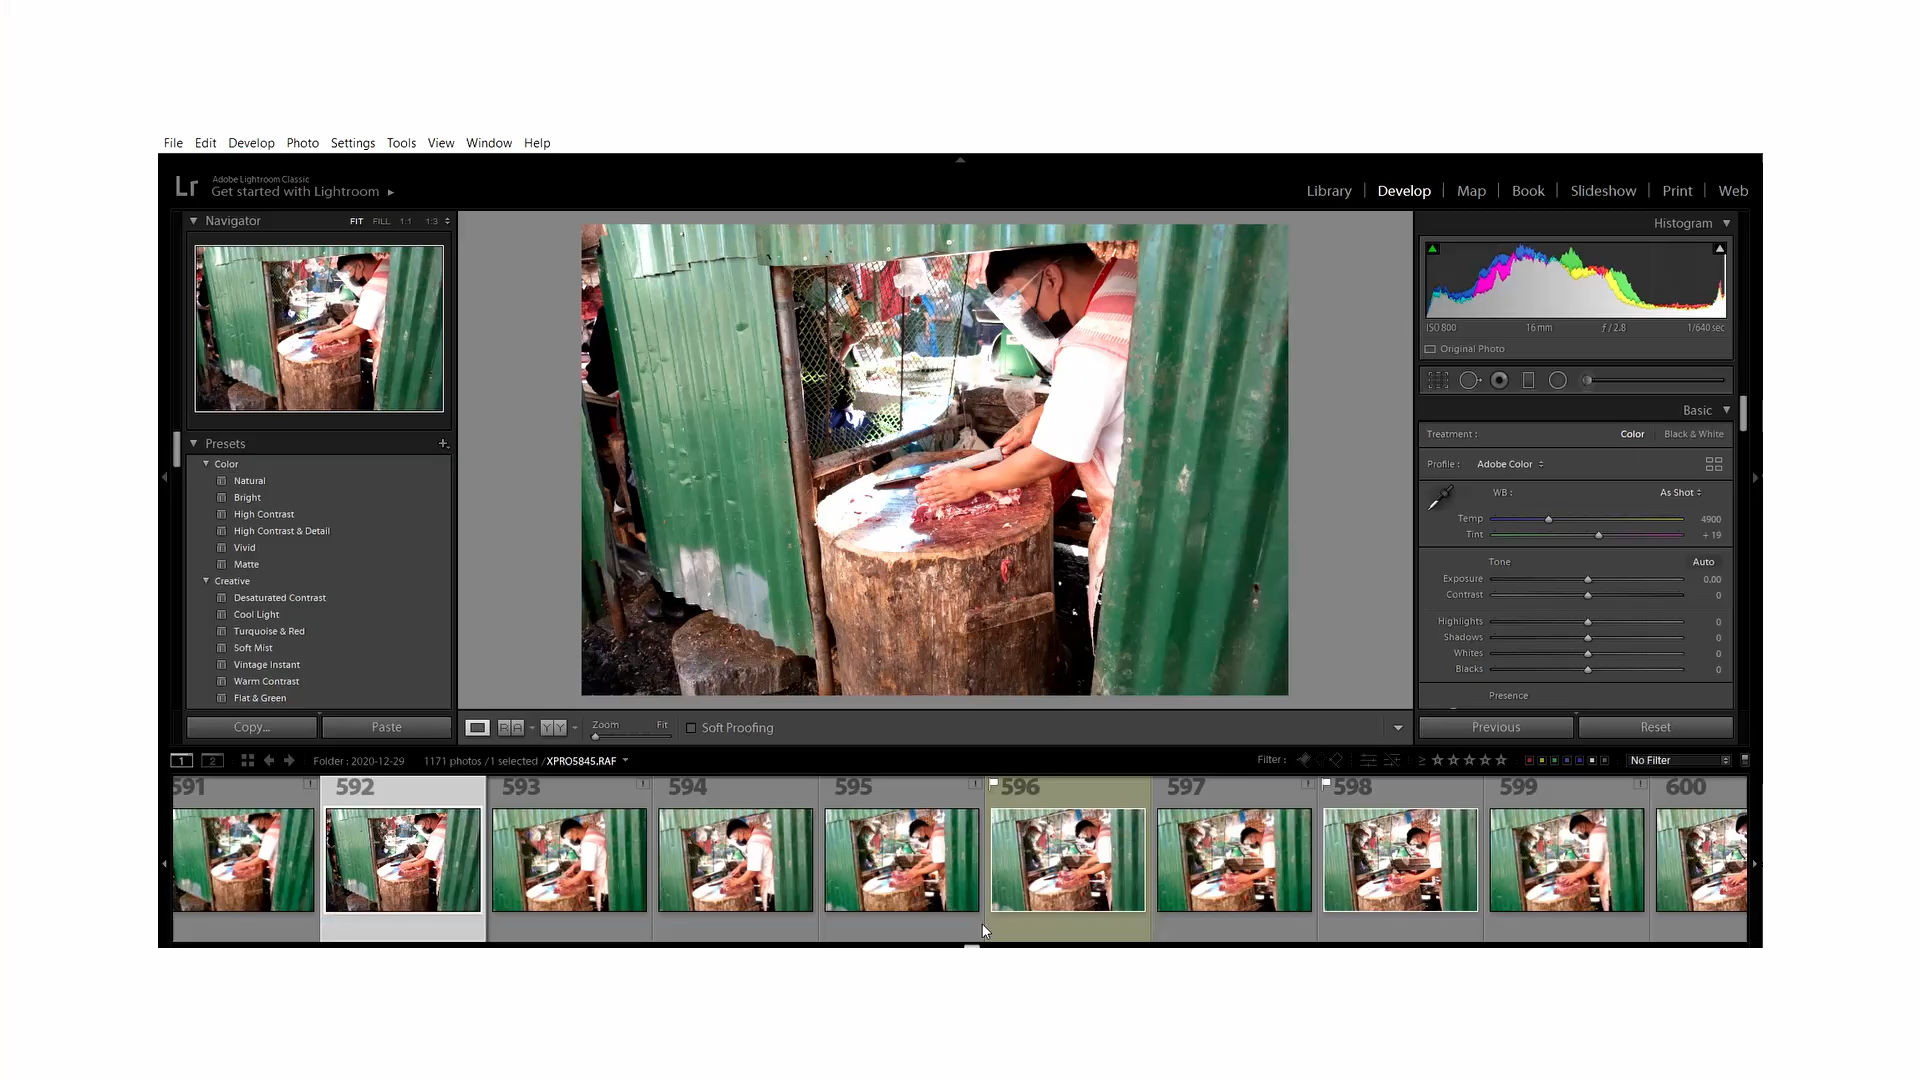 File Edit Develop Photo Settings Tools View Window Help
Lr
Adobe Lightroom Classic
Get started with Lightroom
Library | Develop | Map | Book | Slideshow | Print | Web
Navigator FIT FILL 1:1 1:3
Histogram
ISO 800 16 mm ƒ / 2.8 1/640 sec
Original Photo
Basic
Treatment : Color | Black & White
Profile : Adobe Color
WB : As Shot
Temp 4900
Tint + 19
Tone Auto
Exposure 0.00
Contrast 0
Highlights 0
Shadows 0
Whites 0
Blacks 0
Presence
Previous Reset
Presets
Color
Natural
Bright
High Contrast
High Contrast & Detail
Vivid
Matte
Creative
Desaturated Contrast
Cool Light
Turquoise & Red
Soft Mist
Vintage Instant
Warm Contrast
Flat & Green
Copy... Paste
R A Y Y Zoom Fit Soft Proofing
1 2 Folder : 2020-12-29 1171 photos / 1 selected / XPRO5845.RAF Filter : ≥ No Filter
591 592 593 594 595 596 597 598 599 600